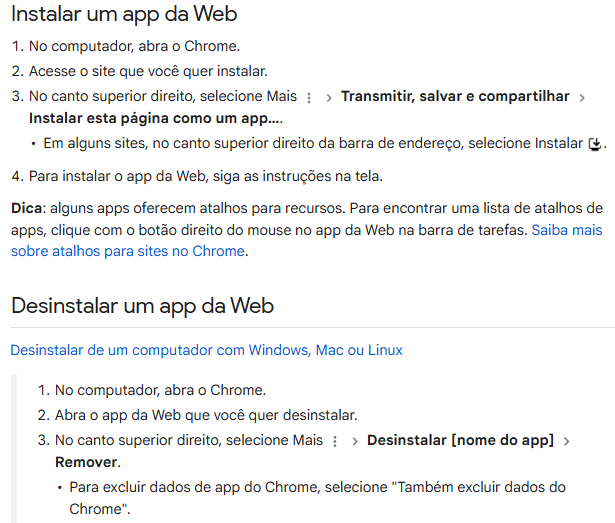 Instalar um app da Web
1. No computador, abra o Chrome.
2. Acesse o site que você quer instalar.
3. No canto superior direito, selecione Mais ⋮ > Transmitir, salvar e compartilhar >
Instalar esta página como um app....
• Em alguns sites, no canto superior direito da barra de endereço, selecione Instalar .
4. Para instalar o app da Web, siga as instruções na tela.
Dica: alguns apps oferecem atalhos para recursos. Para encontrar uma lista de atalhos de
apps, clique com o botão direito do mouse no app da Web na barra de tarefas. Saiba mais
sobre atalhos para sites no Chrome.
Desinstalar um app da Web
Desinstalar de um computador com Windows, Mac ou Linux
1. No computador, abra o Chrome.
2. Abra o app da Web que você quer desinstalar.
3. No canto superior direito, selecione Mais ⋮ > Desinstalar [nome do app] >
Remover.
• Para excluir dados de app do Chrome, selecione "Também excluir dados do
Chrome".